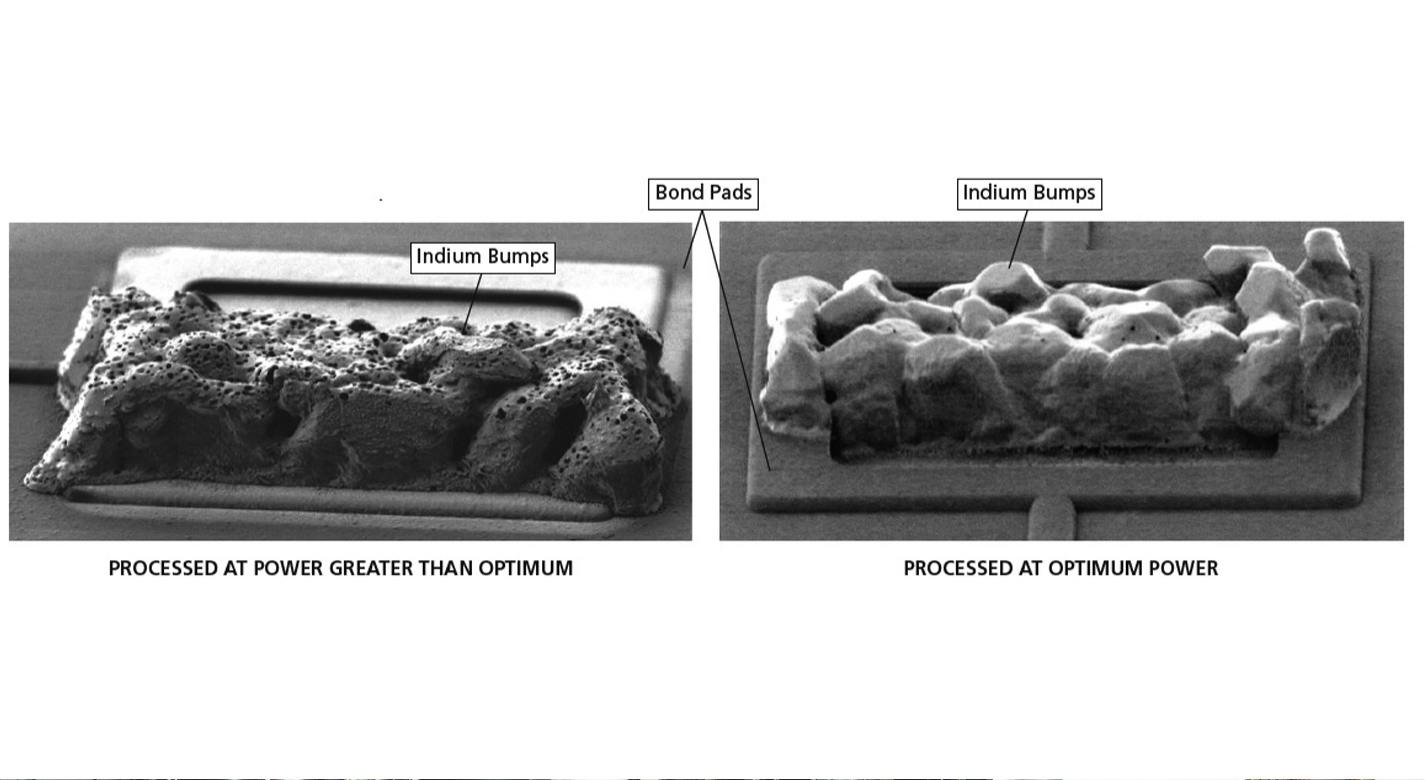 Bond Pads
Indium Bumps
Indium Bumps
PROCESSED AT POWER GREATER THAN OPTIMUM
PROCESSED AT OPTIMUM POWER